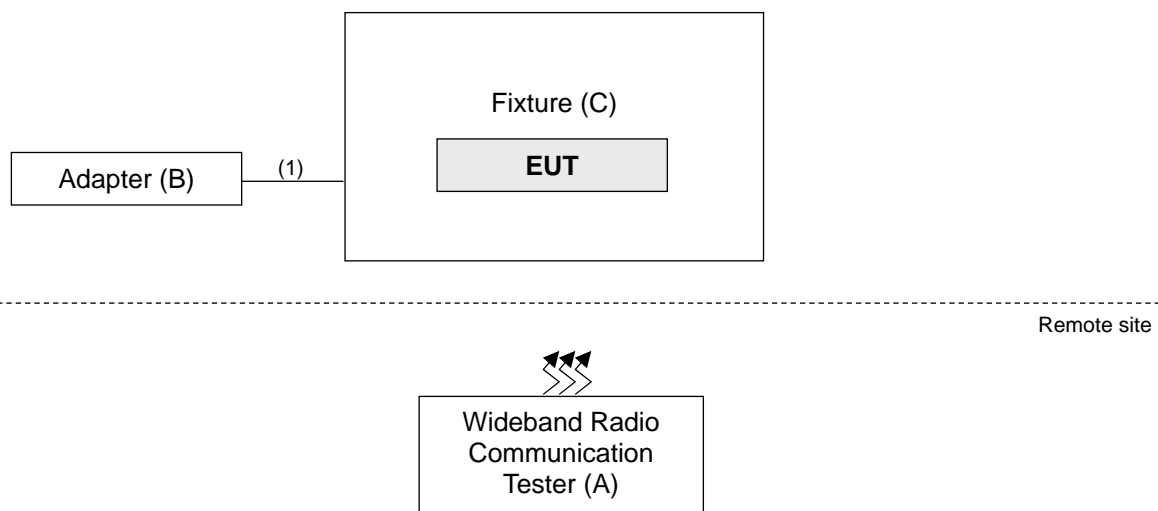 Fixture (C)
EUT
Adapter (B)
(1)
Remote site
Wideband Radio
Communication
Tester (A)